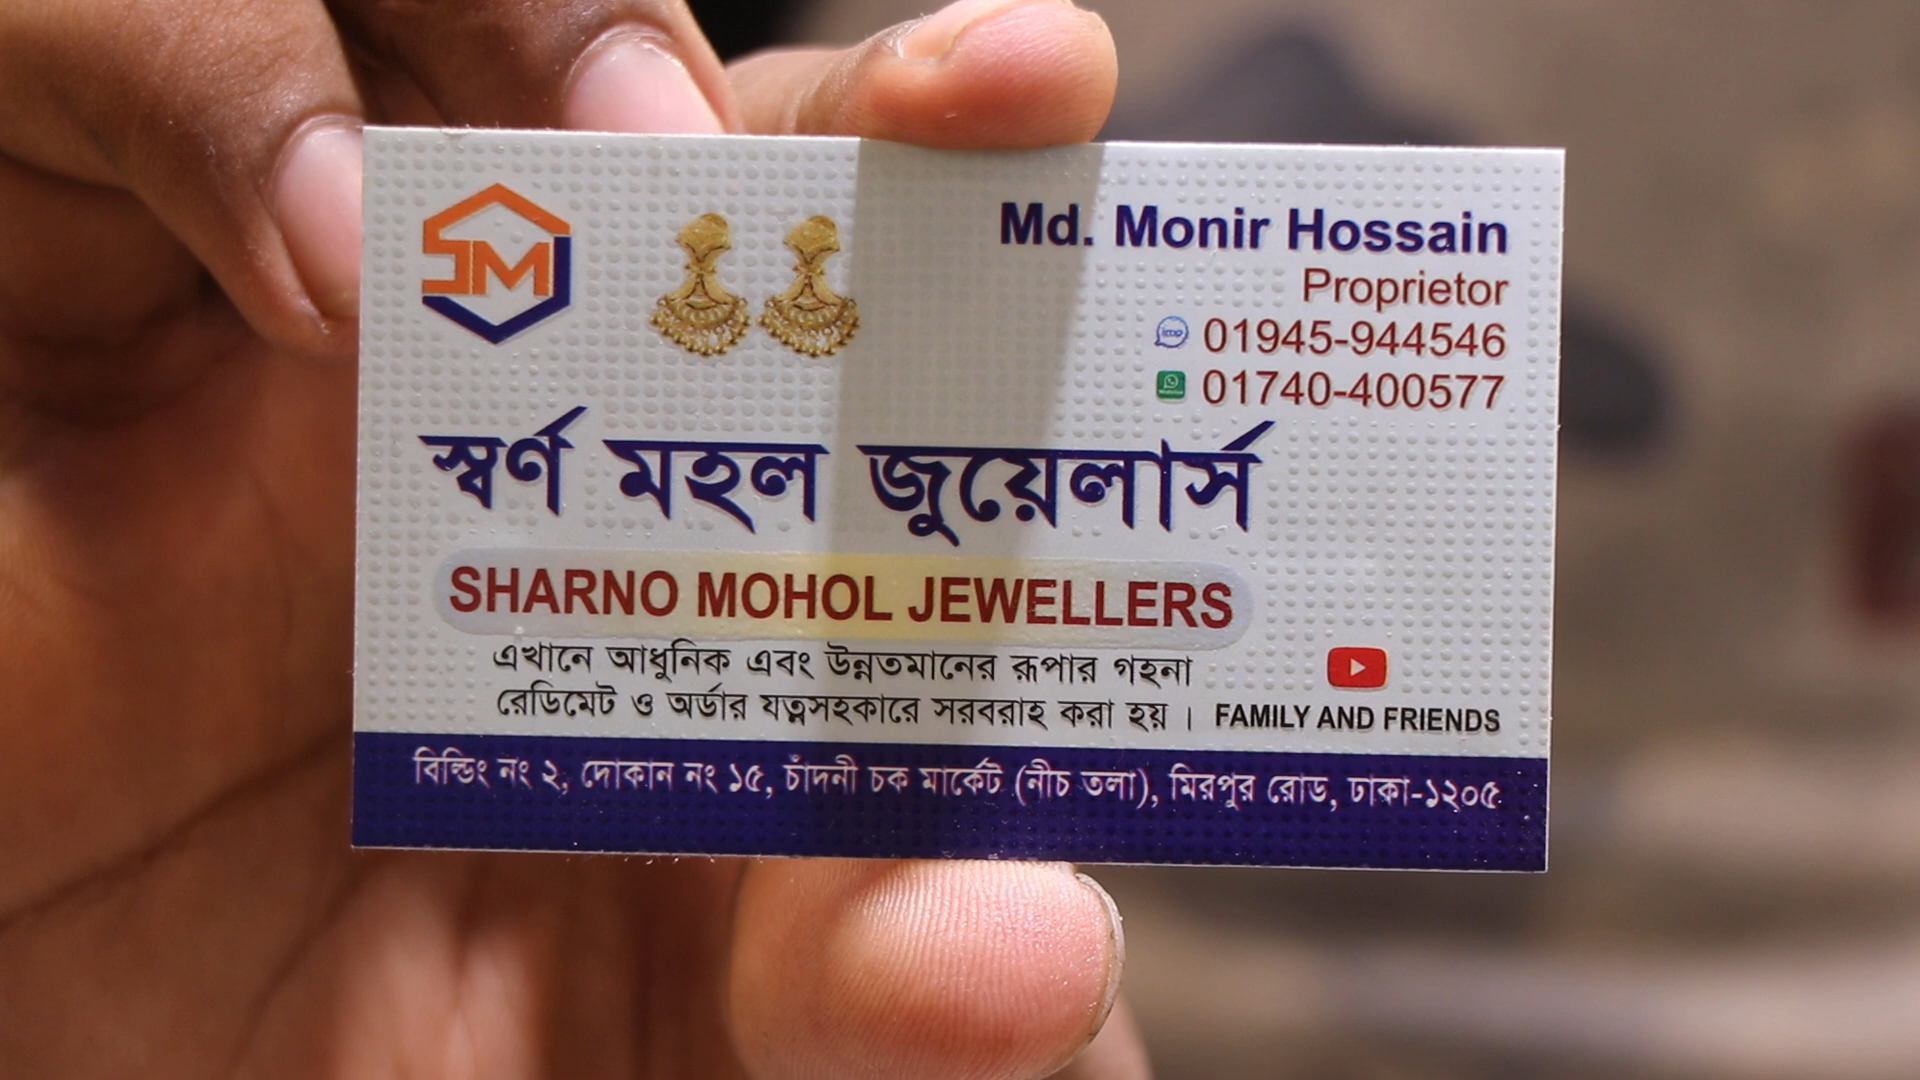 SM
Md. Monir Hossain
Proprietor
imo 01945-944546
01740-400577
স্বর্ণ মহল জুয়েলার্স
SHARNO MOHOL JEWELLERS
এখানে আধুনিক এবং উন্নতমানের রূপার গহনা
রেডিমেট ও অর্ডার যত্নসহকারে সরবরাহ করা হয়।
FAMILY AND FRIENDS
বিল্ডিং নং ২, দোকান নং ১৫, চাঁদনী চক মার্কেট (নীচ তলা), মিরপুর রোড, ঢাকা-১২০৫